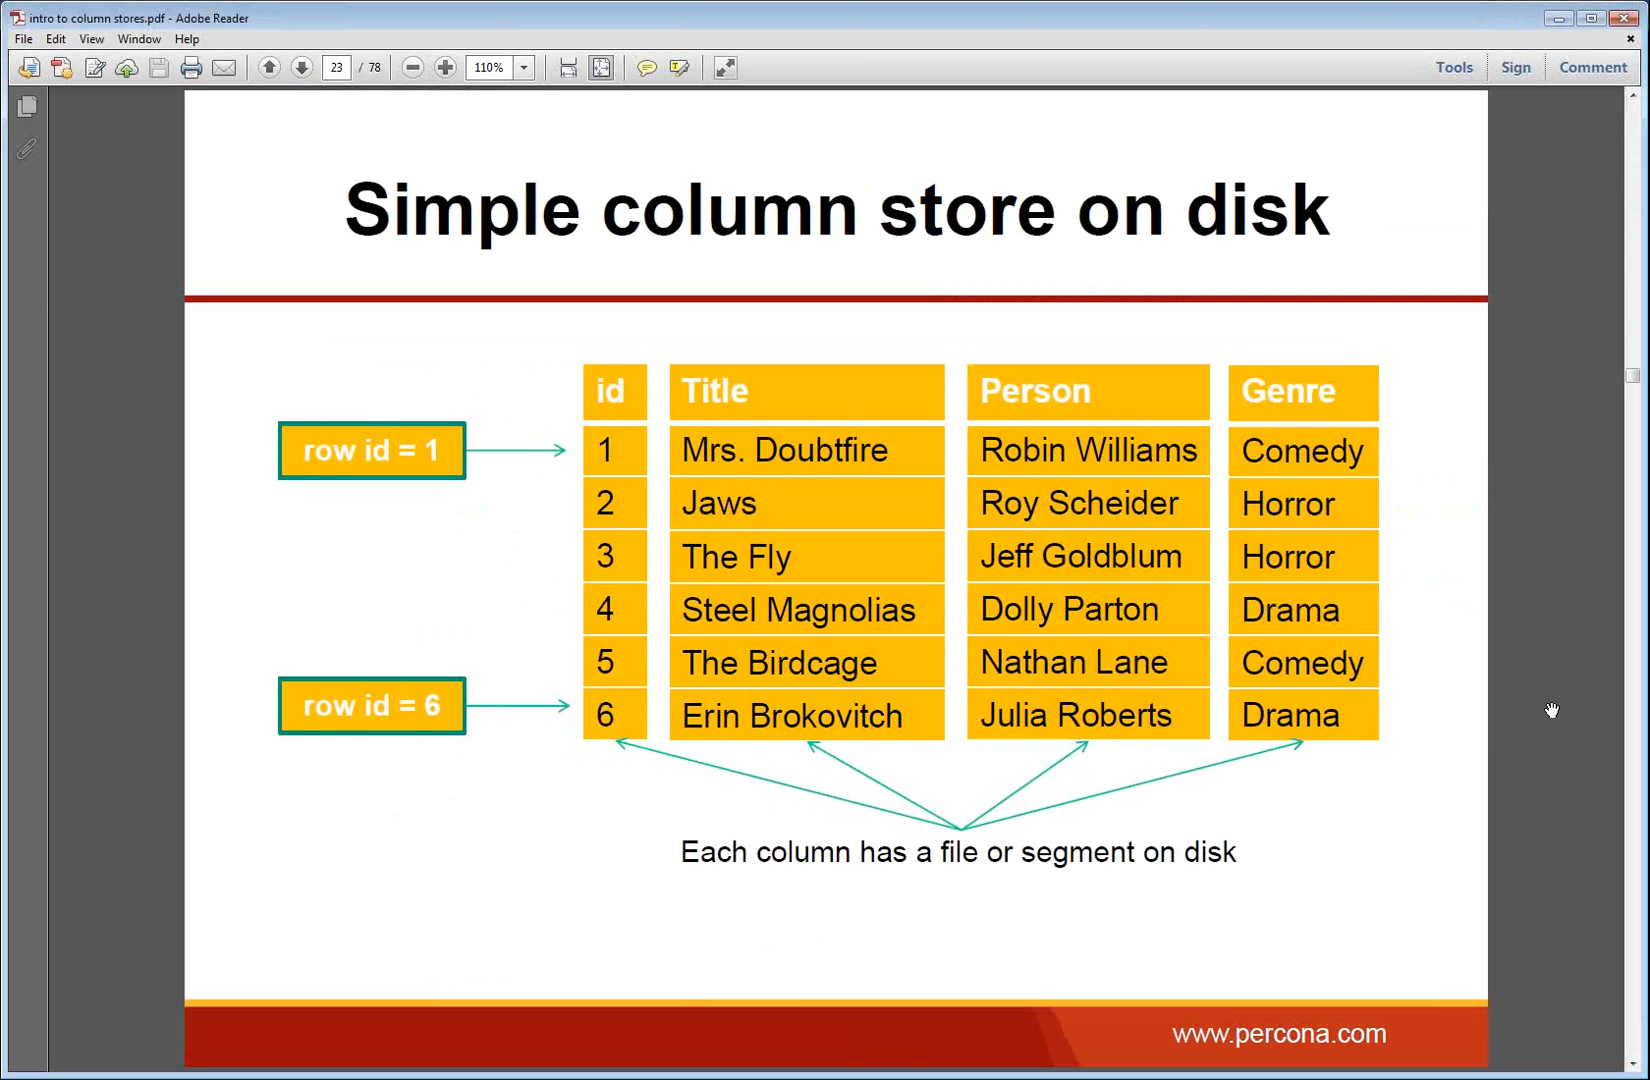 intro to column stores.pdf - Adobe Reader
File Edit View Window Help
23 / 78 110% Tools Sign Comment
Simple column store on disk
id Title Person Genre
row id = 1 1 Mrs. Doubtfire Robin Williams Comedy
2 Jaws Roy Scheider Horror
3 The Fly Jeff Goldblum Horror
4 Steel Magnolias Dolly Parton Drama
5 The Birdcage Nathan Lane Comedy
row id = 6 6 Erin Brokovitch Julia Roberts Drama
Each column has a file or segment on disk
www.percona.com